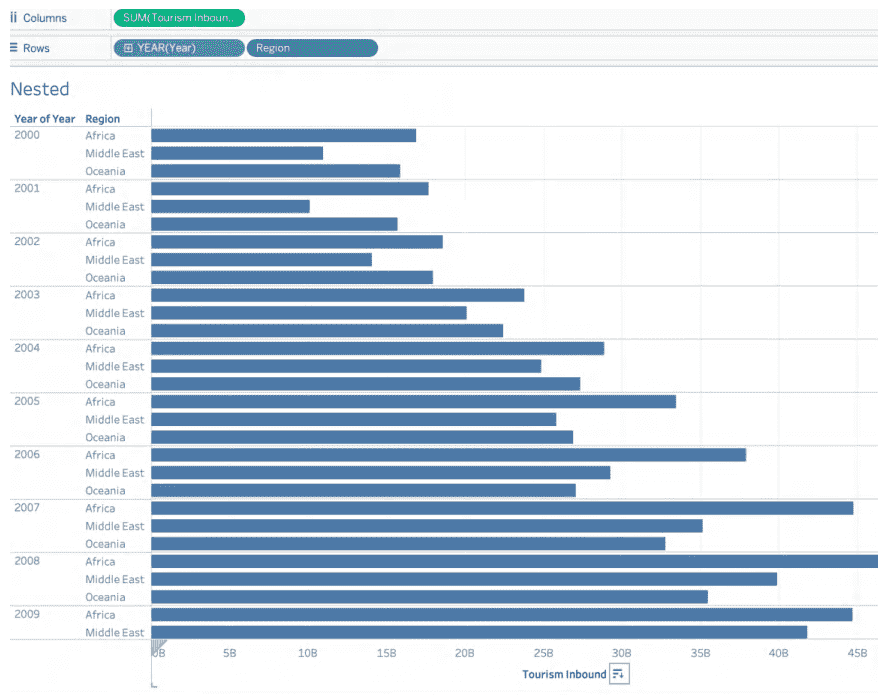 iii Columns SUM(Tourism Inboun..
Rows YEAR(Year) Region
Nested
Year of Year Region
2000 Africa
Middle East
Oceania
2001 Africa
Middle East
Oceania
2002 Africa
Middle East
Oceania
2003 Africa
Middle East
Oceania
2004 Africa
Middle East
Oceania
2005 Africa
Middle East
Oceania
2006 Africa
Middle East
Oceania
2007 Africa
Middle East
Oceania
2008 Africa
Middle East
Oceania
2009 Africa
Middle East
0B 5B 10B 15B 20B 25B 30B 35B 40B 45B
Tourism Inbound